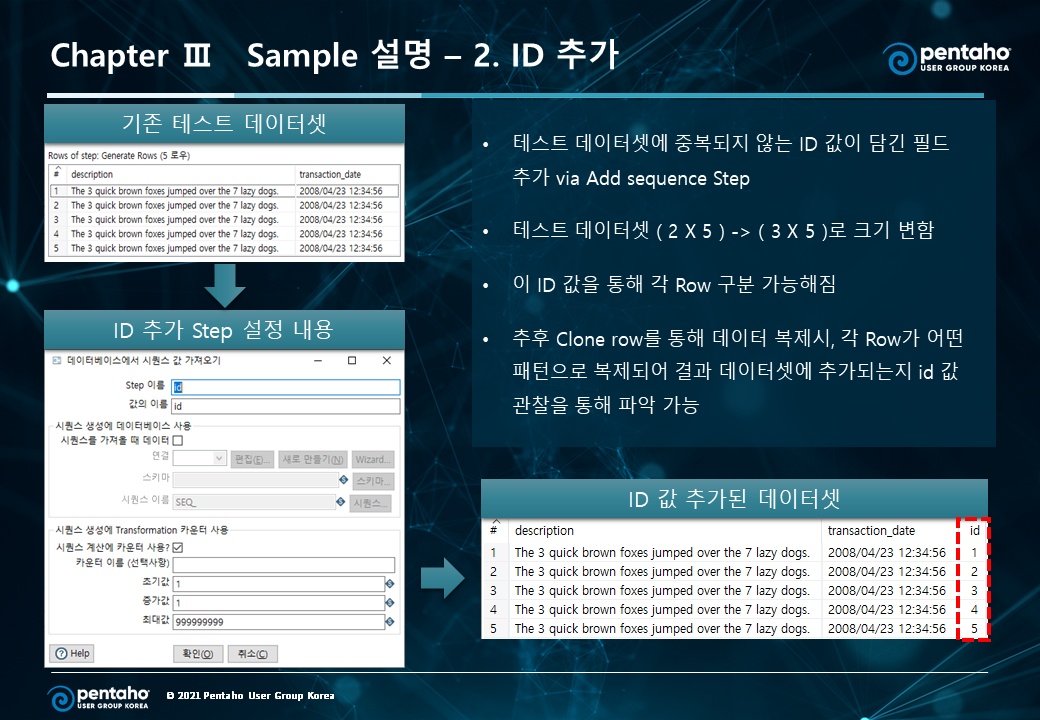 Chapter Ⅲ Sample 설명 – 2. ID 추가
pentaho
USER GROUP KOREA
기존 테스트 데이터셋
Rows of step: Generate Rows (5 로우)
# description transaction_date
1 The 3 quick brown foxes jumped over the 7 lazy dogs. 2008/04/23 12:34:56
2 The 3 quick brown foxes jumped over the 7 lazy dogs. 2008/04/23 12:34:56
3 The 3 quick brown foxes jumped over the 7 lazy dogs. 2008/04/23 12:34:56
4 The 3 quick brown foxes jumped over the 7 lazy dogs. 2008/04/23 12:34:56
5 The 3 quick brown foxes jumped over the 7 lazy dogs. 2008/04/23 12:34:56
ID 추가 Step 설정 내용
데이터베이스에서 시퀀스 값 가져오기
Step 이름 id
값의 이름 id
시퀀스 생성에 데이터베이스 사용
시퀀스를 가져올 때 데이터
연결 편집(E)... 새로 만들기(N) Wizard...
스키마 스키마...
시퀀스 이름 SEQ_ 시퀀스...
시퀀스 생성에 Transformation 카운터 사용
시퀀스 계산에 카운터 사용?
카운터 이름 (선택사항)
초기값 1
증가값 1
최대값 999999999
Help 확인(O) 취소(C)
• 테스트 데이터셋에 중복되지 않는 ID 값이 담긴 필드
추가 via Add sequence Step
• 테스트 데이터셋 ( 2 X 5 ) -> ( 3 X 5 )로 크기 변함
• 이 ID 값을 통해 각 Row 구분 가능해짐
• 추후 Clone row를 통해 데이터 복제시, 각 Row가 어떤
패턴으로 복제되어 결과 데이터셋에 추가되는지 id 값
관찰을 통해 파악 가능
ID 값 추가된 데이터셋
# description transaction_date id
1 The 3 quick brown foxes jumped over the 7 lazy dogs. 2008/04/23 12:34:56 1
2 The 3 quick brown foxes jumped over the 7 lazy dogs. 2008/04/23 12:34:56 2
3 The 3 quick brown foxes jumped over the 7 lazy dogs. 2008/04/23 12:34:56 3
4 The 3 quick brown foxes jumped over the 7 lazy dogs. 2008/04/23 12:34:56 4
5 The 3 quick brown foxes jumped over the 7 lazy dogs. 2008/04/23 12:34:56 5
pentaho
USER GROUP KOREA
© 2021 Pentaho User Group Korea